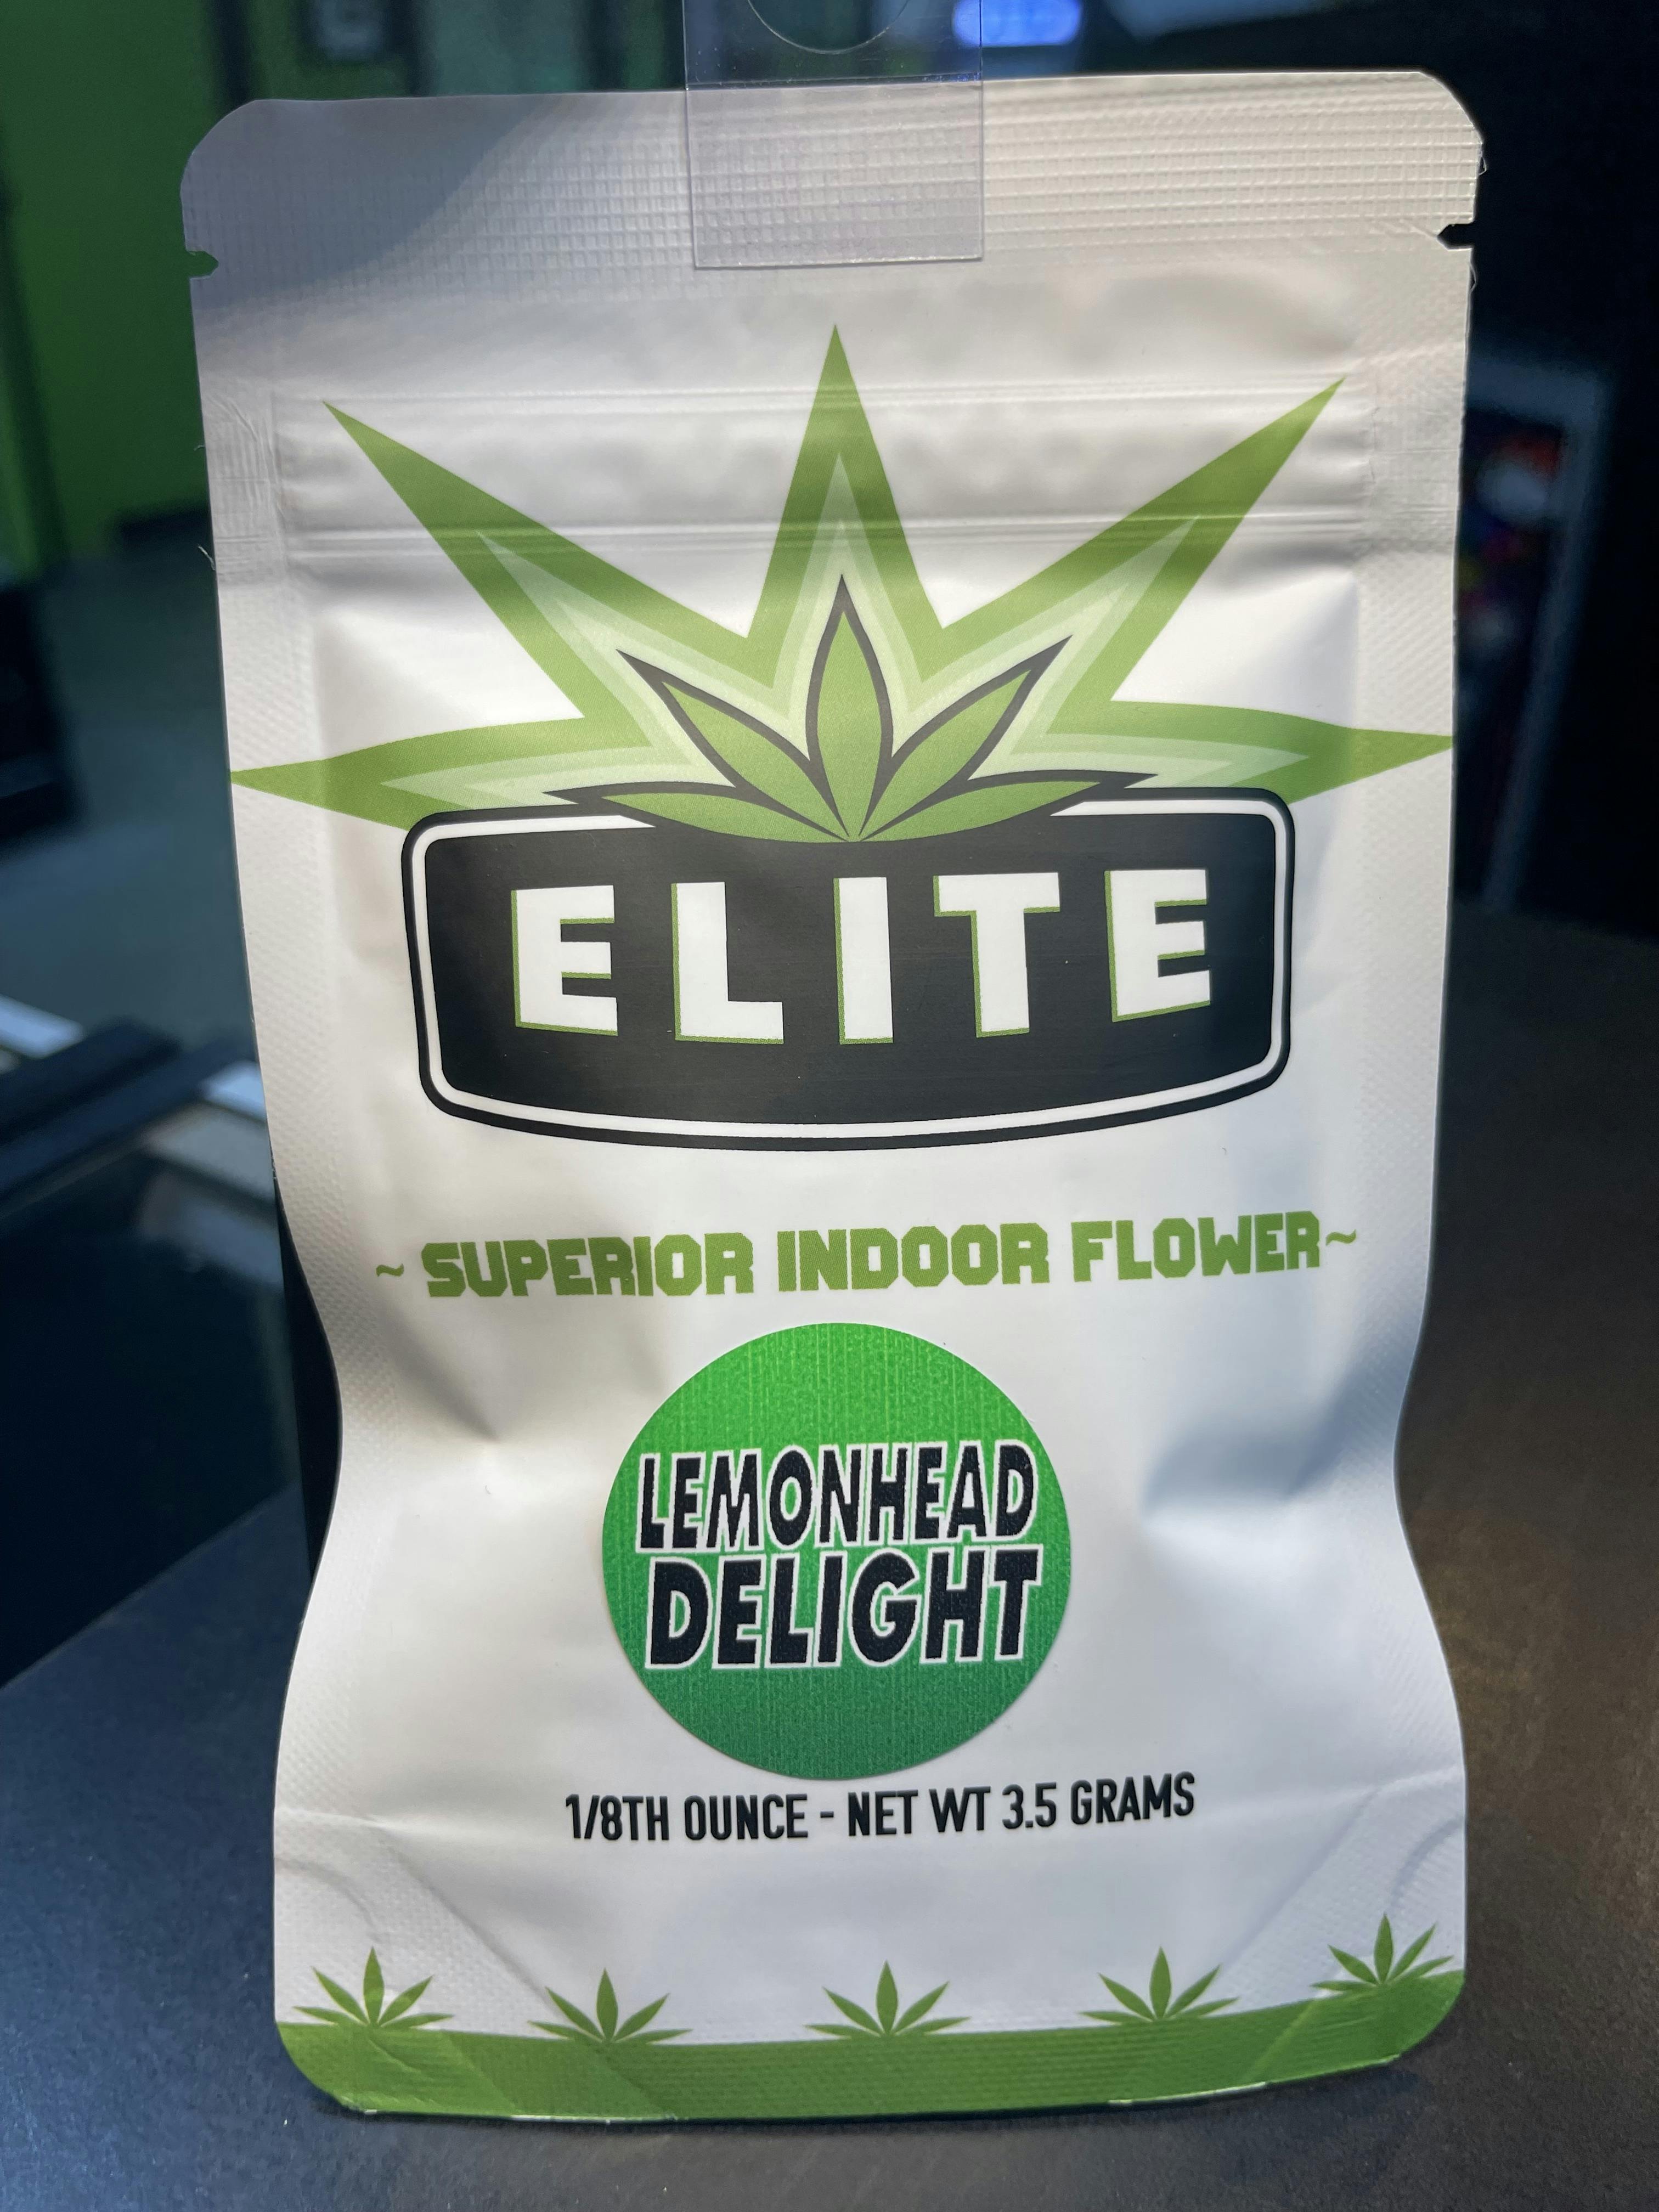 ELITE
~SUPERIOR INDOOR FLOWER~
LEMONHEAD
DELIGHT
1/8TH OUNCE - NET WT 3.5 GRAMS